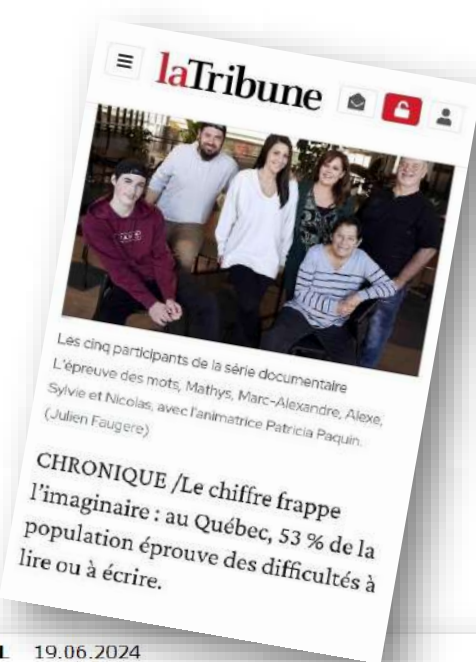 laTribune
Les cinq participants de la série documentaire
L'épreuve des mots, Mathys, Marc-Alexandre, Alexe,
Sylvie et Nicolas, avec l'animatrice Patricia Paquin.
(Julien Faugere)
CHRONIQUE /Le chiffre frappe
l'imaginaire : au Québec, 53 % de la
population éprouve des difficultés à
lire ou à écrire.
L 19.06.2024